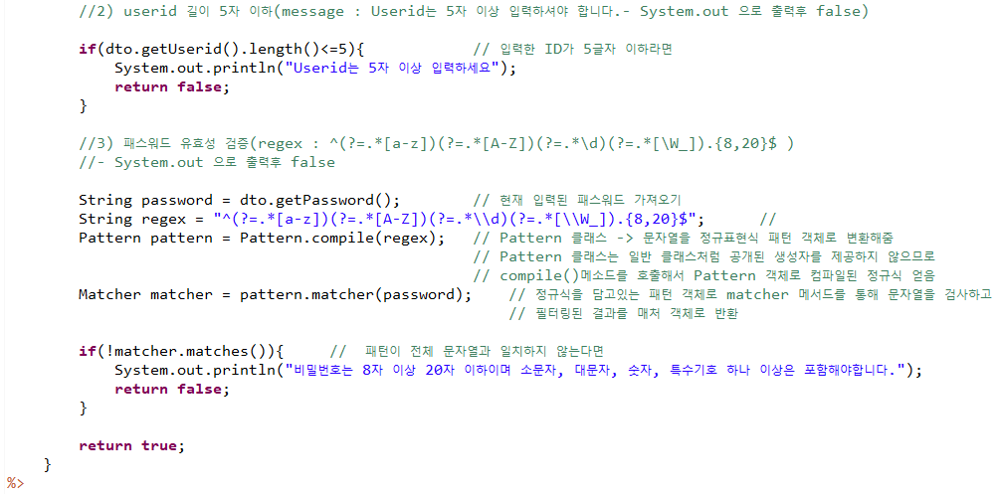 //2) userid 길이 5자 이하(message : Userid는 5자 이상 입력하셔야 합니다.- System.out 으로 출력후 false)
if(dto.getUserid().length()<=5){ // 입력한 ID가 5글자 이하라면
System.out.println("Userid는 5자 이상 입력하세요");
return false;
}
//3) 패스워드 유효성 검증(regex : ^(?=.*[a-z])(?=.*[A-Z])(?=.*\d)(?=.*[\W_]).{8,20}$ )
//- System.out 으로 출력후 false
String password = dto.getPassword(); // 현재 입력된 패스워드 가져오기
String regex = "^(?=.*[a-z])(?=.*[A-Z])(?=.*\\d)(?=.*[\\W_]).{8,20}$"; //
Pattern pattern = Pattern.compile(regex); // Pattern 클래스 -> 문자열을 정규표현식 패턴 객체로 변환해줌
// Pattern 클래스는 일반 클래스처럼 공개된 생성자를 제공하지 않으므로
// compile()메소드를 호출해서 Pattern 객체로 컴파일된 정규식 얻음
Matcher matcher = pattern.matcher(password); // 정규식을 담고있는 패턴 객체로 matcher 메서드를 통해 문자열을 검사하고
// 필터링된 결과를 매처 객체로 반환
if(!matcher.matches()){ // 패턴이 전체 문자열과 일치하지 않는다면
System.out.println("비밀번호는 8자 이상 20자 이하이며 소문자, 대문자, 숫자, 특수기호 하나 이상은 포함해야합니다.");
return false;
}
return true;
}
%>